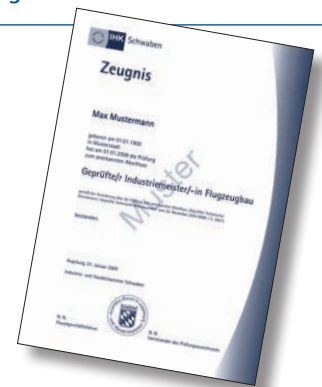 IHK Schwaben
Zeugnis
Max Mustermann
geboren am 01.01.1900
in Musterstadt
hat am 01.01.2009 die Prüfung
zum anerkannten Abschluss
Geprüfte/r Industriemeister/-in Flugzeugbau
bestanden.
Muster
Augsburg, 01. Januar 2009
Industrie- und Handelskammer Schwaben
N. N.
Hauptgeschäftsführer
N. N.
Vorsitzender des Prüfungsausschusses